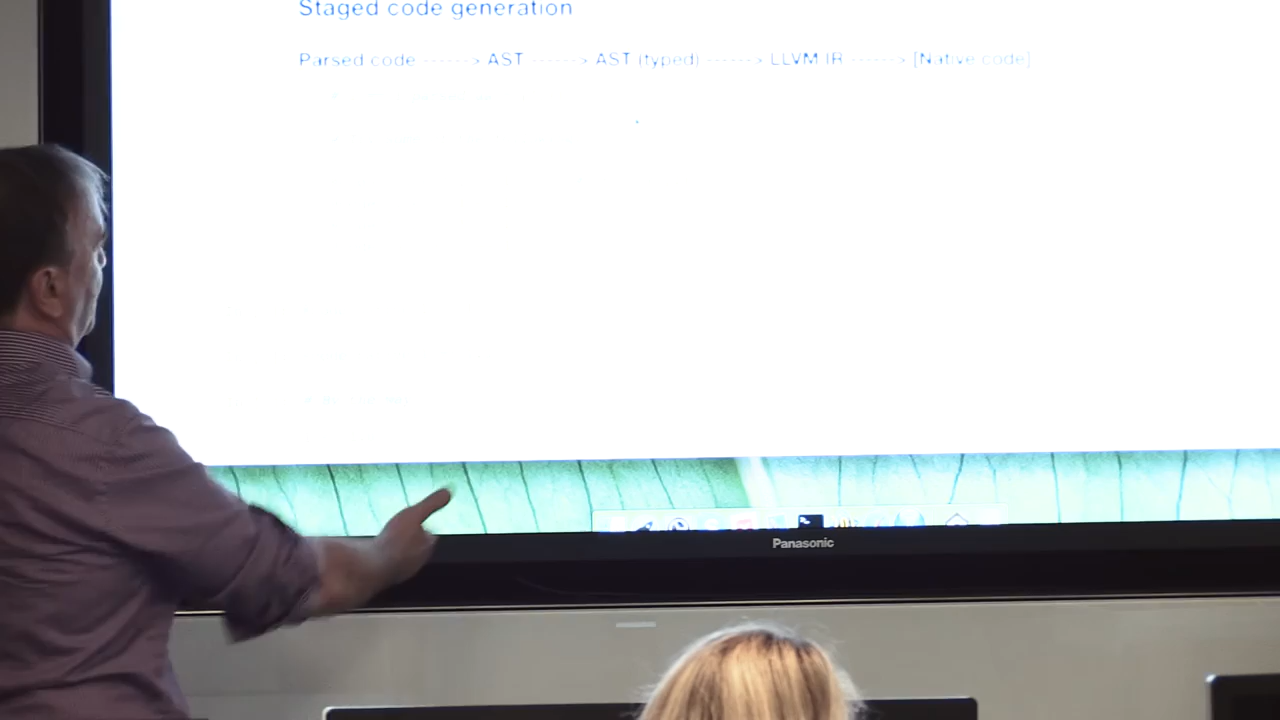 Staged code generation
Parsed code ------> AST ------> AST (typed) ------> LLVM IR ------> [Native code]
Panasonic